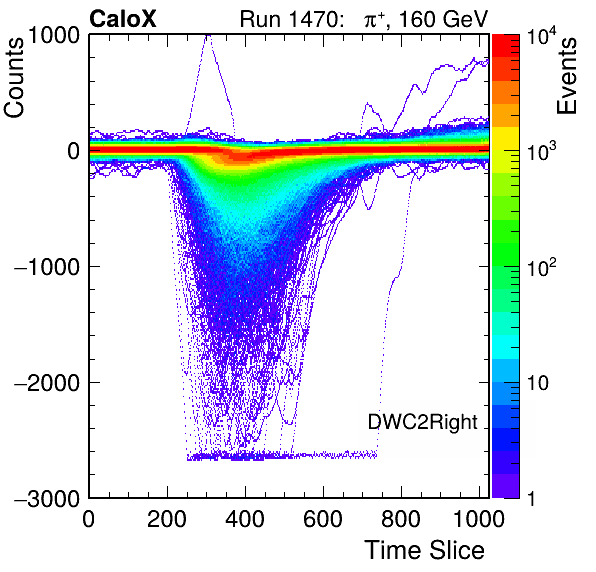 CaloX Run 1470: π⁺, 160 GeV
Counts
Events
1000
0
−1000
−2000
−3000
0 200 400 600 800 1000
Time Slice
DWC2Right
10⁴
10³
10²
10
1